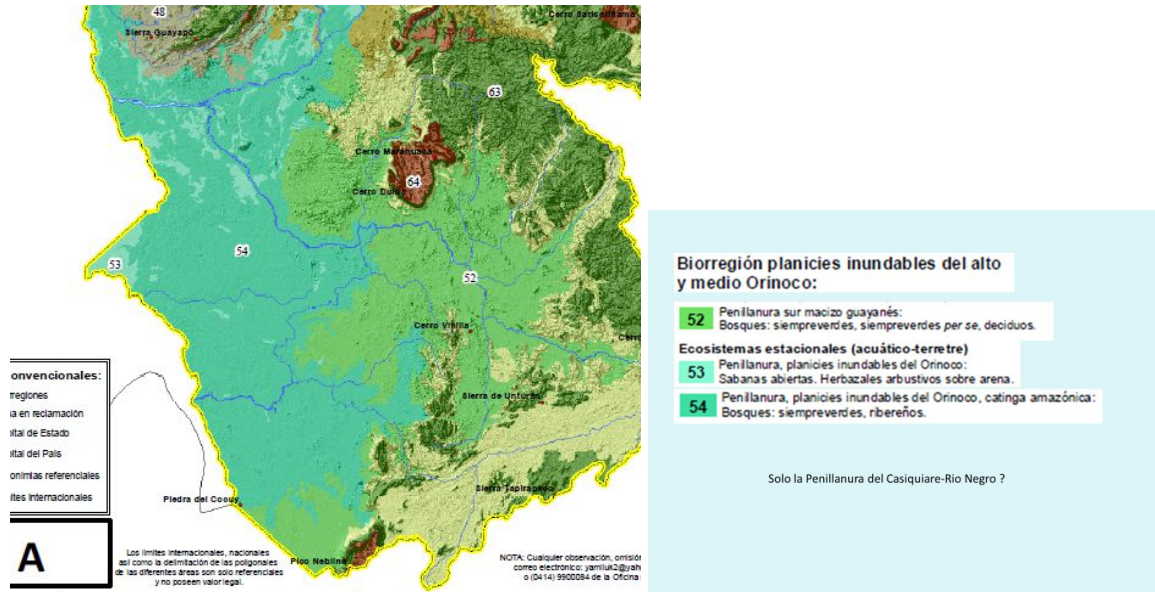 48
Sierra Guayapo
Cerro Sarisariñama
63
Cerro Marahuaca
64
Cerro Duida
54
53
52
Cerro Vinilla
Cerro
onvencionales:
rregiones
a en reclamación
ital de Estado
ital del País
onimias referenciales
ites Internacionales
Sierra de Unturán
Piedra del Cocuy
Sierra Tapirapeco
A
Los límites internacionales, nacionales
así como la delimitación de las poligonales
de las diferentes áreas son solo referenciales
y no poseen valor legal.
Pico Neblina
NOTA: Cualquier observación, omisión
correo electrónico: yamiluk2@yah
o (0414) 9900084 de la Oficina
Biorregión planicies inundables del alto
y medio Orinoco:
52 Penillanura sur macizo guayanés:
Bosques: siempreverdes, siempreverdes per se, deciduos.
Ecosistemas estacionales (acuático-terretre)
53 Penillanura, planicies inundables del Orinoco:
Sabanas abiertas. Herbazales arbustivos sobre arena.
54 Penillanura, planicies inundables del Orinoco, catinga amazónica:
Bosques: siempreverdes, ribereños.
Solo la Penillanura del Casiquiare-Rio Negro ?